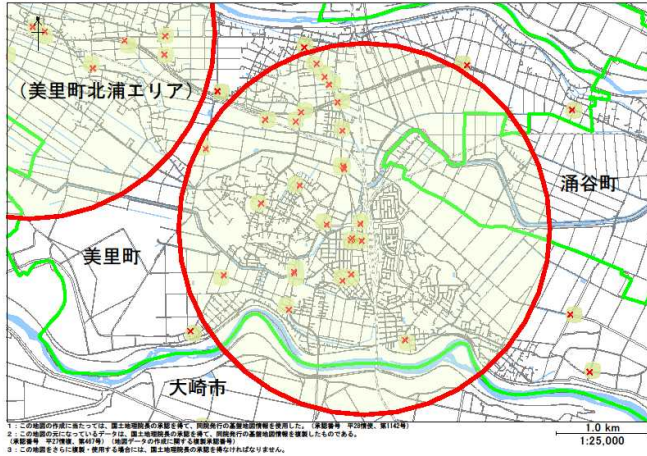 (美里町北浦エリア)
涌谷町
美里町
大崎市
1：この地図の作成に当たっては、国土地理院長の承認を得て、同院発行の基盤地図情報を使用した。（承認番号 平28情使、第1142号）
2：この地図の元になっているデータは、国土地理院長の承認を得て、同院発行の基盤地図情報を複製したものである。
（承認番号 平27情複、第467号）（地図データの作成に関する複製承認番号）
3：この地図をさらに複製・使用する場合には、国土地理院長の承認を得なければなりません。
1.0 km
1:25,000